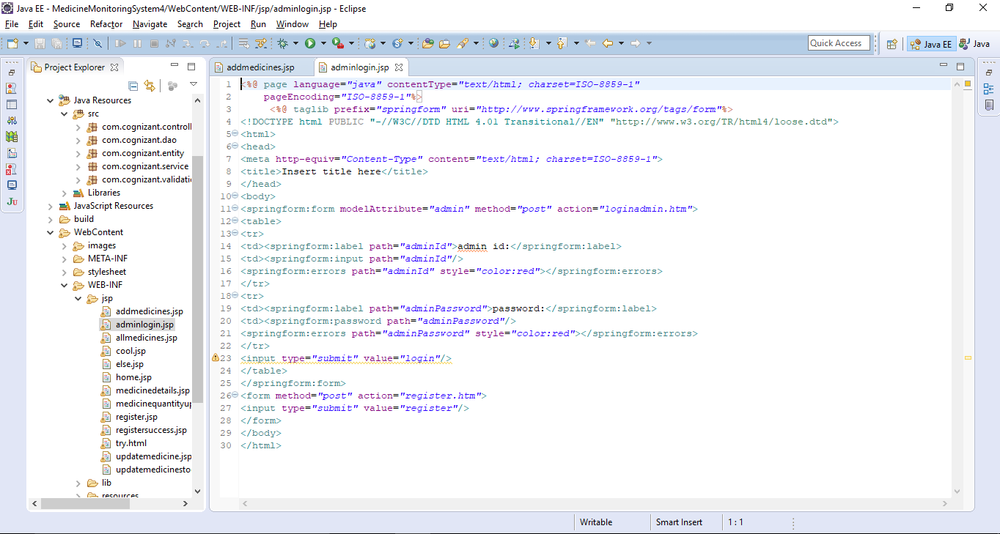 Java EE - MedicineMonitoringSystem4/WebContent/WEB-INF/jsp/adminlogin.jsp - Eclipse
File Edit Source Refactor Navigate Search Project Run Window Help
Quick Access
Java EE
Java
Project Explorer
Java Resources
src
com.cognizant.controll
com.cognizant.dao
com.cognizant.entity
com.cognizant.service
com.cognizant.validati
Libraries
JavaScript Resources
build
WebContent
images
META-INF
stylesheet
WEB-INF
jsp
addmedicines.jsp
adminlogin.jsp
allmedicines.jsp
cool.jsp
else.jsp
home.jsp
medicinedetails.jsp
medicinequantityup
register.jsp
registersuccess.jsp
try.html
updatemedicine.jsp
updatemedicinesto
lib
resources
Ju
addmedicines.jsp
adminlogin.jsp
1 <%@ page language="java" contentType="text/html; charset=ISO-8859-1"
2 pageEncoding="ISO-8859-1"%>
3 <%@ taglib prefix="springform" uri="http://www.springframework.org/tags/form"%>
4 <!DOCTYPE html PUBLIC "-//W3C//DTD HTML 4.01 Transitional//EN" "http://www.w3.org/TR/html4/loose.dtd">
5 <html>
6 <head>
7 <meta http-equiv="Content-Type" content="text/html; charset=ISO-8859-1">
8 <title>Insert title here</title>
9 </head>
10 <body>
11 <springform:form modelAttribute="admin" method="post" action="loginadmin.htm">
12 <table>
13 <tr>
14 <td><springform:label path="adminId">admin id:</springform:label>
15 <td><springform:input path="adminId"/>
16 <springform:errors path="adminId" style="color:red"></springform:errors>
17 </tr>
18 <tr>
19 <td><springform:label path="adminPassword">password:</springform:label>
20 <td><springform:password path="adminPassword"/>
21 <springform:errors path="adminPassword" style="color:red"></springform:errors>
22 </tr>
23 <input type="submit" value="login"/>
24 </table>
25 </springform:form>
26 <form method="post" action="register.htm">
27 <input type="submit" value="register"/>
28 </form>
29 </body>
30 </html>
Writable
Smart Insert
1 : 1